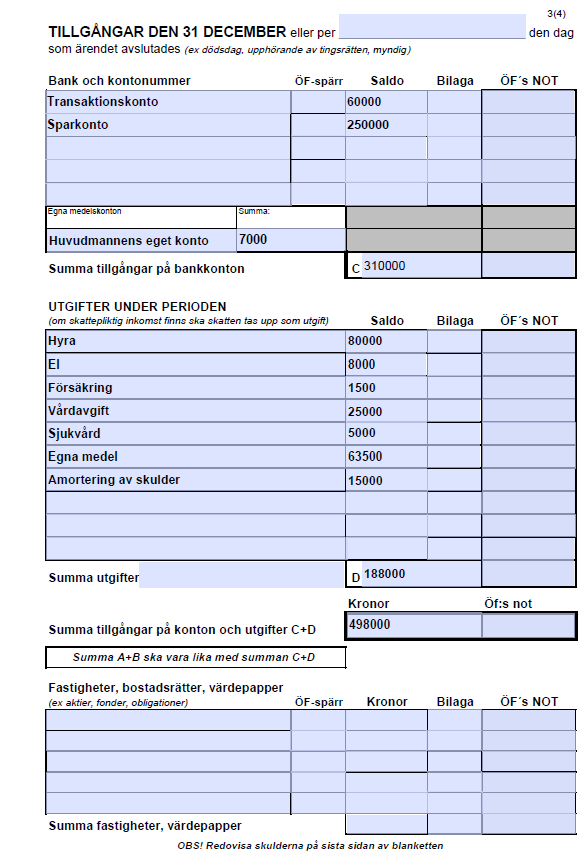 3(4)
TILLGÅNGAR DEN 31 DECEMBER eller per den dag
som ärendet avslutades (ex dödsdag, upphörande av tingsrätten, myndig)
Bank och kontonummer ÖF-spärr Saldo Bilaga ÖF´s NOT
Transaktionskonto 60000
Sparkonto 250000
Egna medelskonton Summa:
Huvudmannens eget konto 7000
Summa tillgångar på bankkonton C 310000
UTGIFTER UNDER PERIODEN
(om skattepliktig inkomst finns ska skatten tas upp som utgift) Saldo Bilaga ÖF´s NOT
Hyra 80000
El 8000
Försäkring 1500
Vårdavgift 25000
Sjukvård 5000
Egna medel 63500
Amortering av skulder 15000
Summa utgifter D 188000
Kronor Öf:s not
Summa tillgångar på konton och utgifter C+D 498000
Summa A+B ska vara lika med summan C+D
Fastigheter, bostadsrätter, värdepapper
(ex aktier, fonder, obligationer) ÖF-spärr Kronor Bilaga ÖF´s NOT
Summa fastigheter, värdepapper
OBS! Redovisa skulderna på sista sidan av blanketten